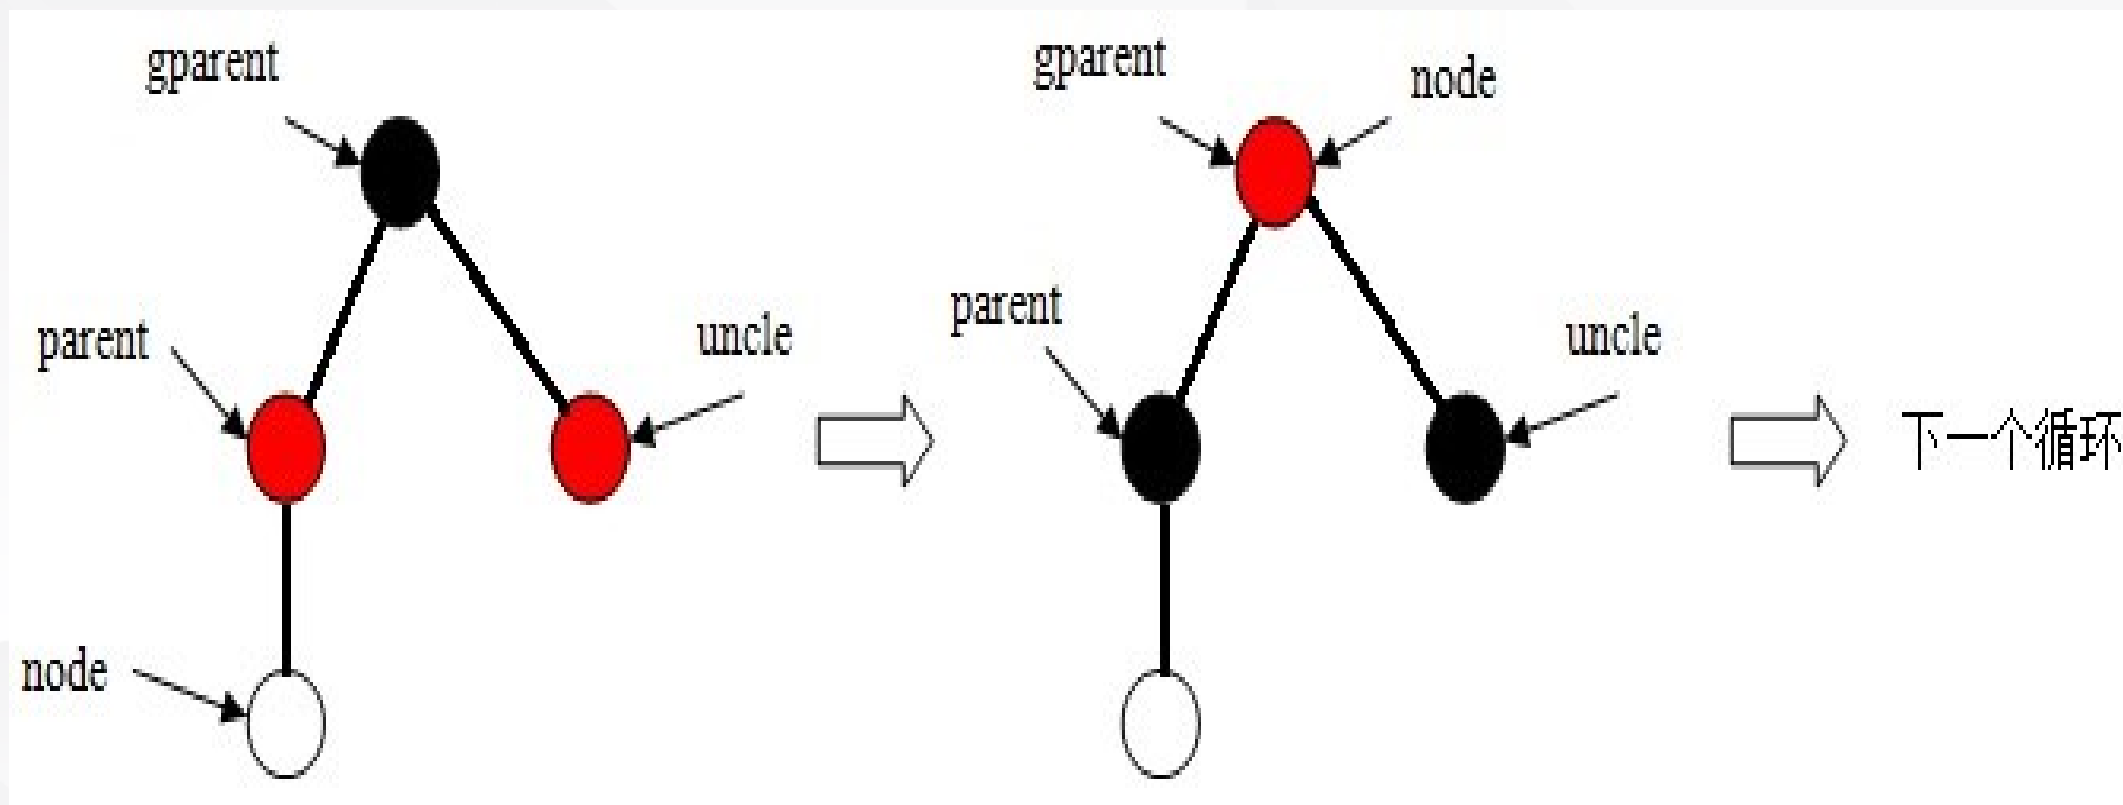 gparent
parent
uncle
node
gparent
node
parent
uncle
下一个循环